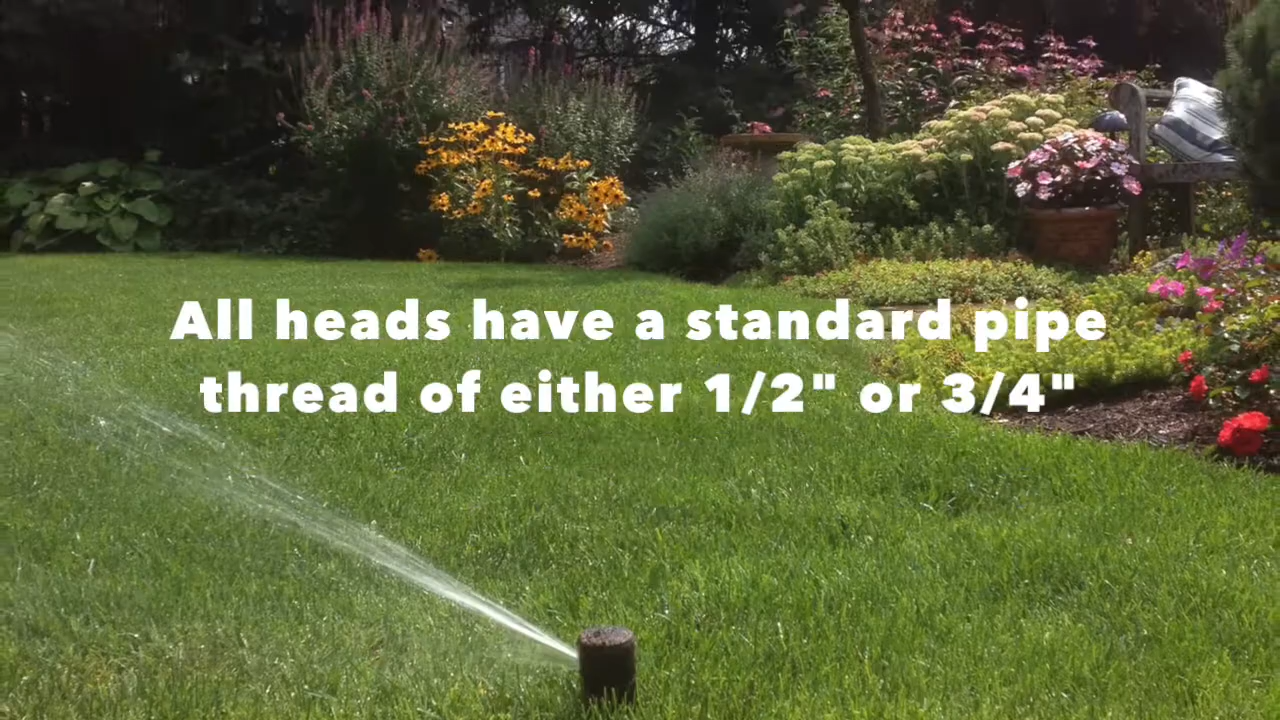 All heads have a standard pipe
thread of either 1/2" or 3/4"